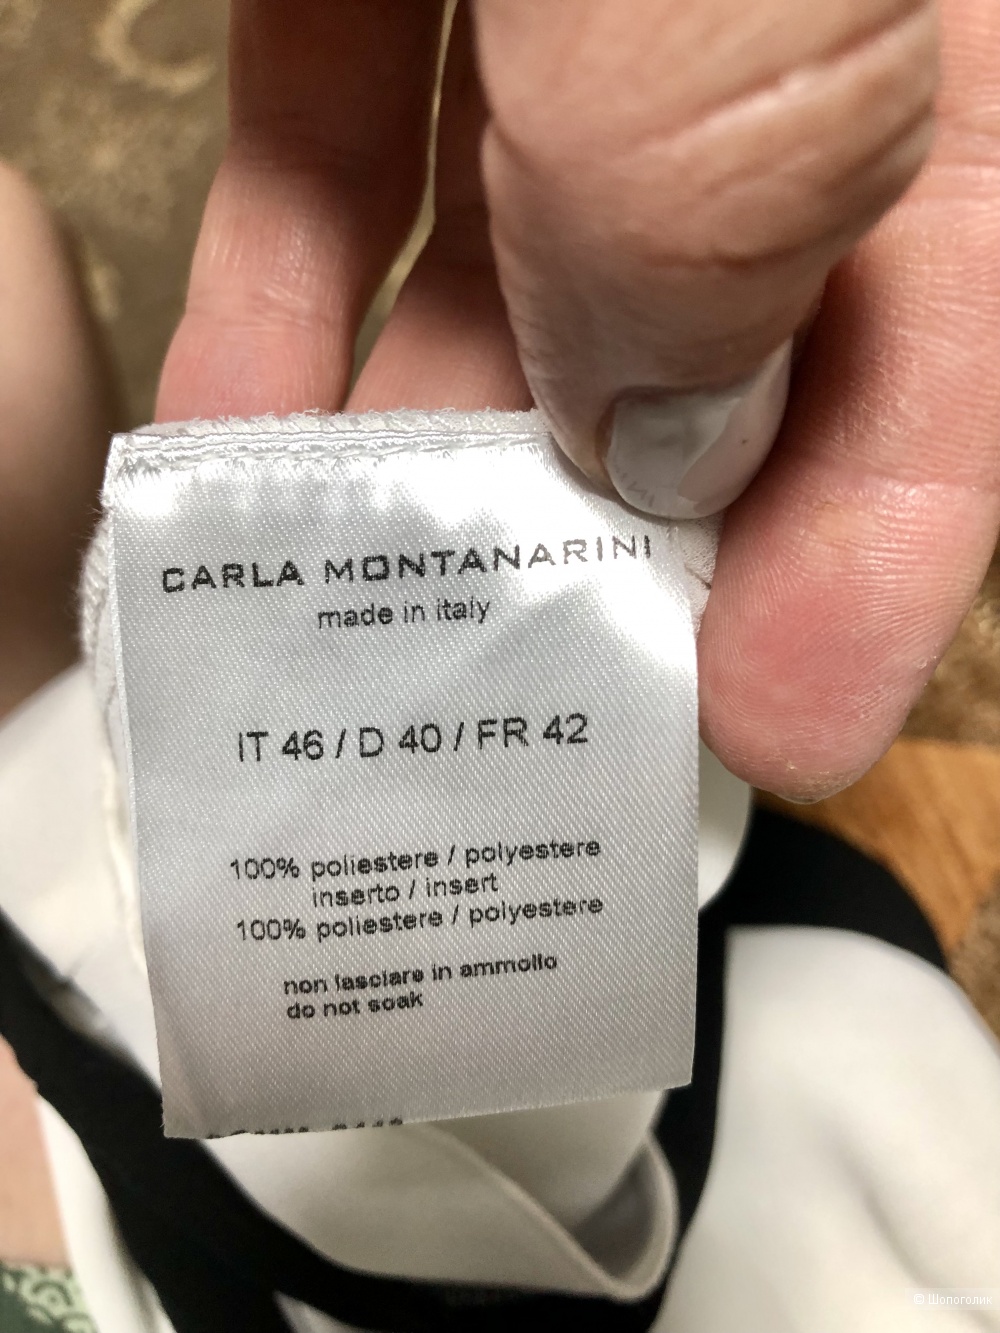 CARLA MONTANARINI
made in italy
IT 46 / D 40 / FR 42
100% poliestere / polyestere
inserto / insert
100% poliestere / polyestere
non lasciare in ammollo
do not soak
© Шопоголик